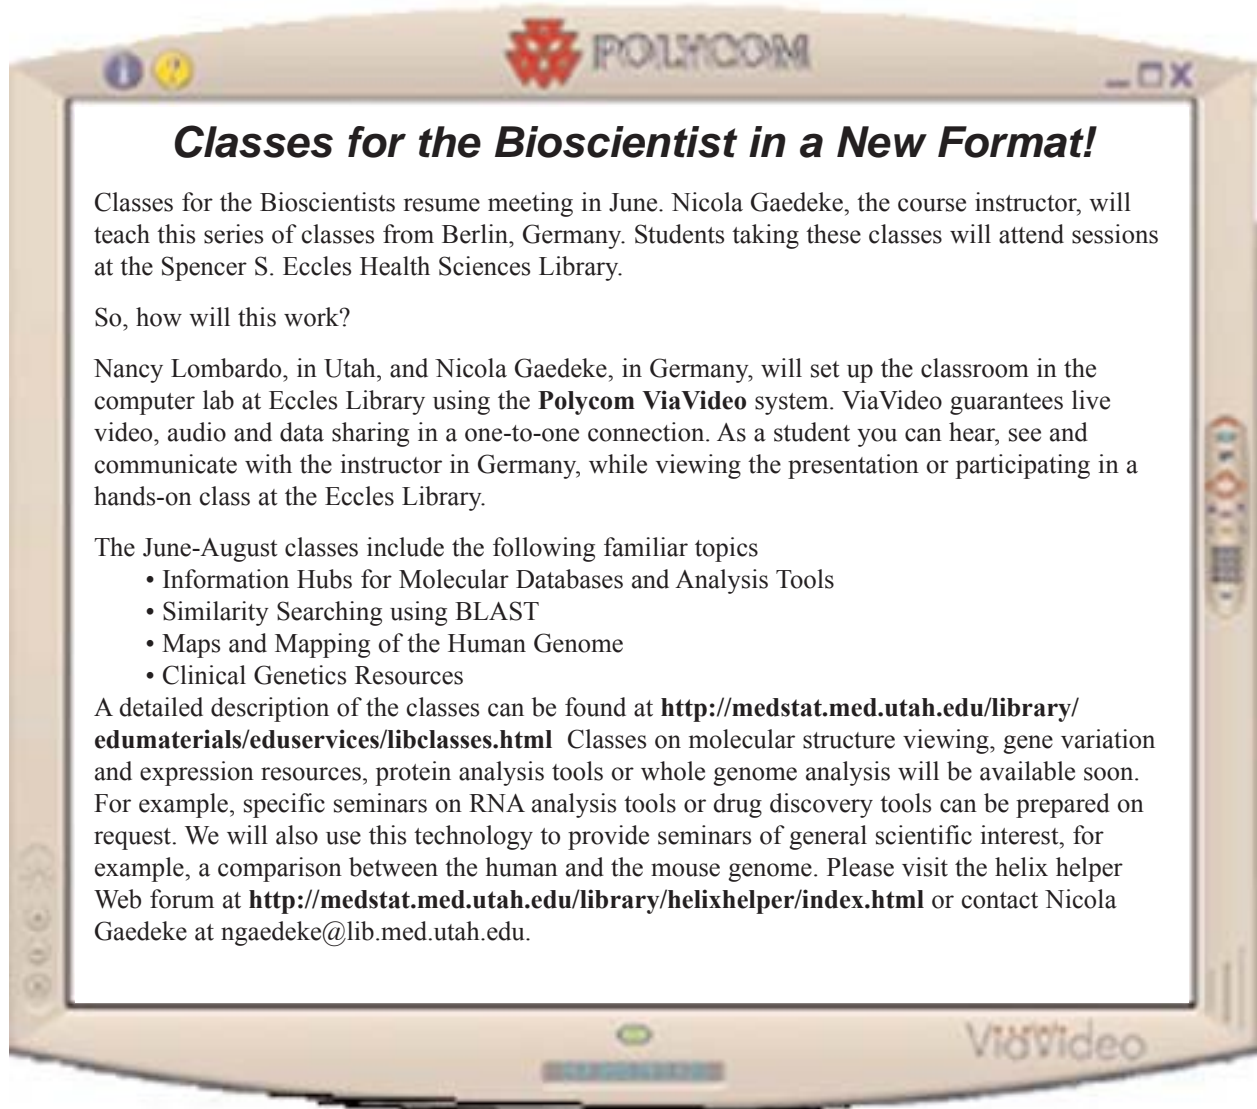 POLYCOM
Classes for the Bioscientist in a New Format!
Classes for the Bioscientists resume meeting in June. Nicola Gaedeke, the course instructor, will
teach this series of classes from Berlin, Germany. Students taking these classes will attend sessions
at the Spencer S. Eccles Health Sciences Library.
So, how will this work?
Nancy Lombardo, in Utah, and Nicola Gaedeke, in Germany, will set up the classroom in the
computer lab at Eccles Library using the Polycom ViaVideo system. ViaVideo guarantees live
video, audio and data sharing in a one-to-one connection. As a student you can hear, see and
communicate with the instructor in Germany, while viewing the presentation or participating in a
hands-on class at the Eccles Library.
The June-August classes include the following familiar topics
• Information Hubs for Molecular Databases and Analysis Tools
• Similarity Searching using BLAST
• Maps and Mapping of the Human Genome
• Clinical Genetics Resources
A detailed description of the classes can be found at http://medstat.med.utah.edu/library/
edumaterials/eduservices/libclasses.html Classes on molecular structure viewing, gene variation
and expression resources, protein analysis tools or whole genome analysis will be available soon.
For example, specific seminars on RNA analysis tools or drug discovery tools can be prepared on
request. We will also use this technology to provide seminars of general scientific interest, for
example, a comparison between the human and the mouse genome. Please visit the helix helper
Web forum at http://medstat.med.utah.edu/library/helixhelper/index.html or contact Nicola
Gaedeke at ngaedeke@lib.med.utah.edu.
ViaVideo